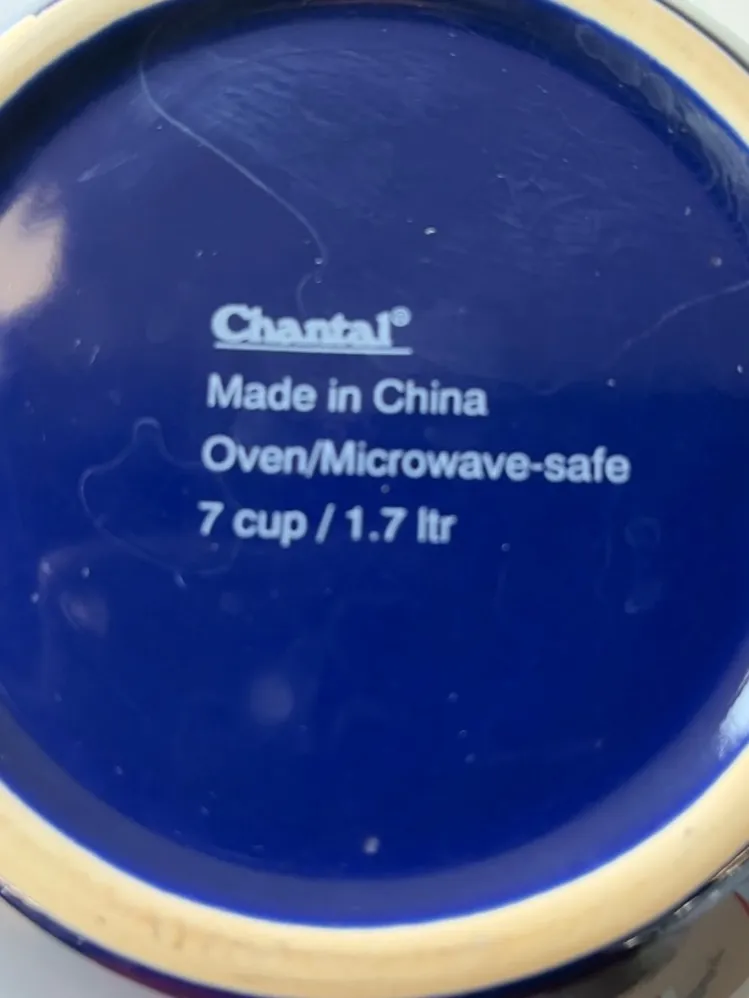 Chantal®
Made in China
Oven/Microwave-safe
7 cup / 1.7 ltr